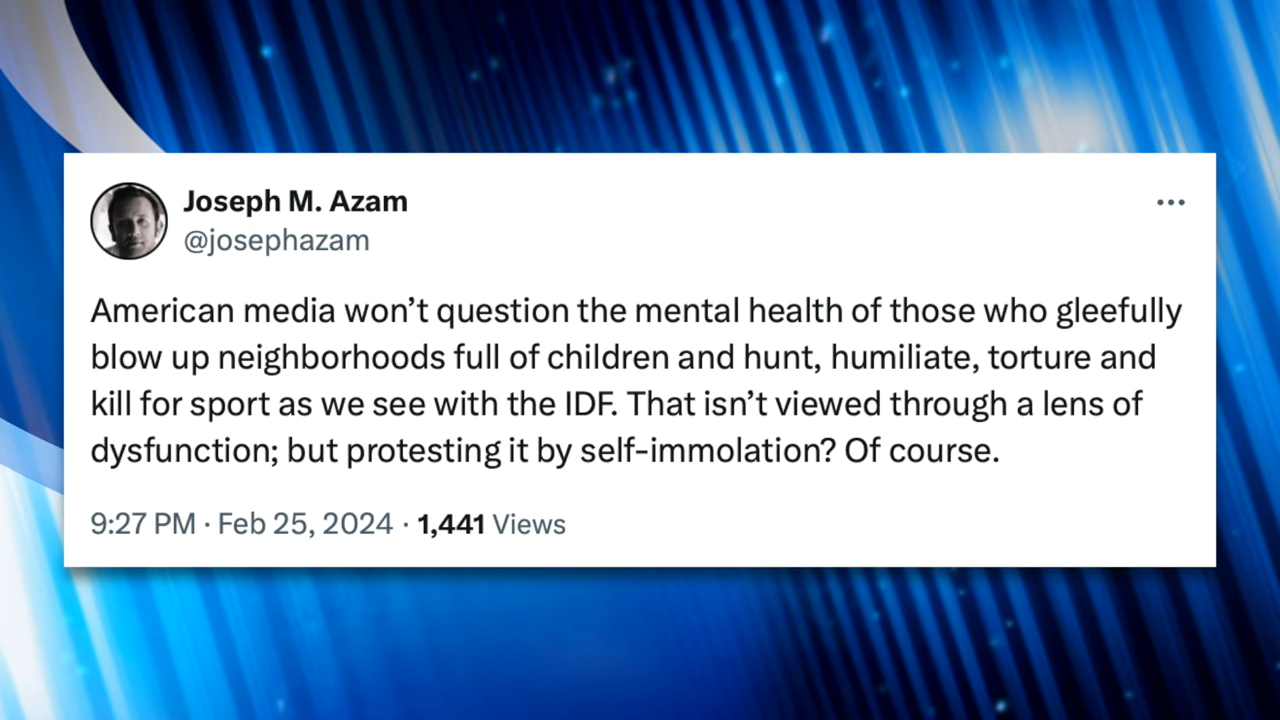 Joseph M. Azam
@josephazam
American media won’t question the mental health of those who gleefully
blow up neighborhoods full of children and hunt, humiliate, torture and
kill for sport as we see with the IDF. That isn’t viewed through a lens of
dysfunction; but protesting it by self-immolation? Of course.
9:27 PM · Feb 25, 2024 · 1,441 Views